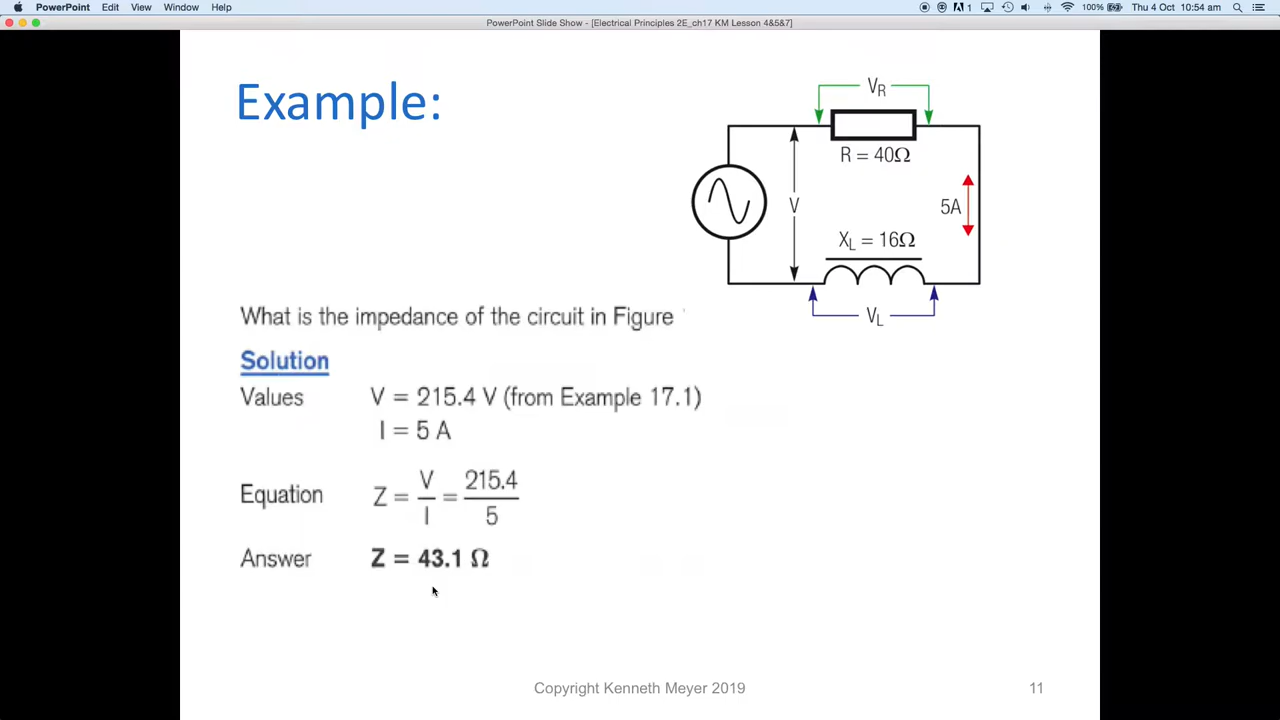 PowerPoint Edit View Window Help 1 100% Thu 4 Oct 10:54 am
PowerPoint Slide Show - [Electrical Principles 2E_ch17 KM Lesson 4&5&7]
Example:
VR
R = 40Ω
V
5A
XL = 16Ω
VL
What is the impedance of the circuit in Figure
Solution
Values V = 215.4 V (from Example 17.1)
I = 5 A
Equation Z = V/I = 215.4/5
Answer Z = 43.1 Ω
Copyright Kenneth Meyer 2019 11